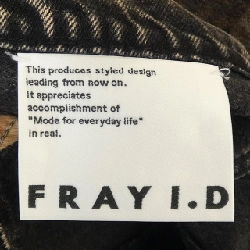 This produces styled design
leading from now on.
It appreciates
accomplishment of
"Mode for everyday life"
in real.
FRAY I.D